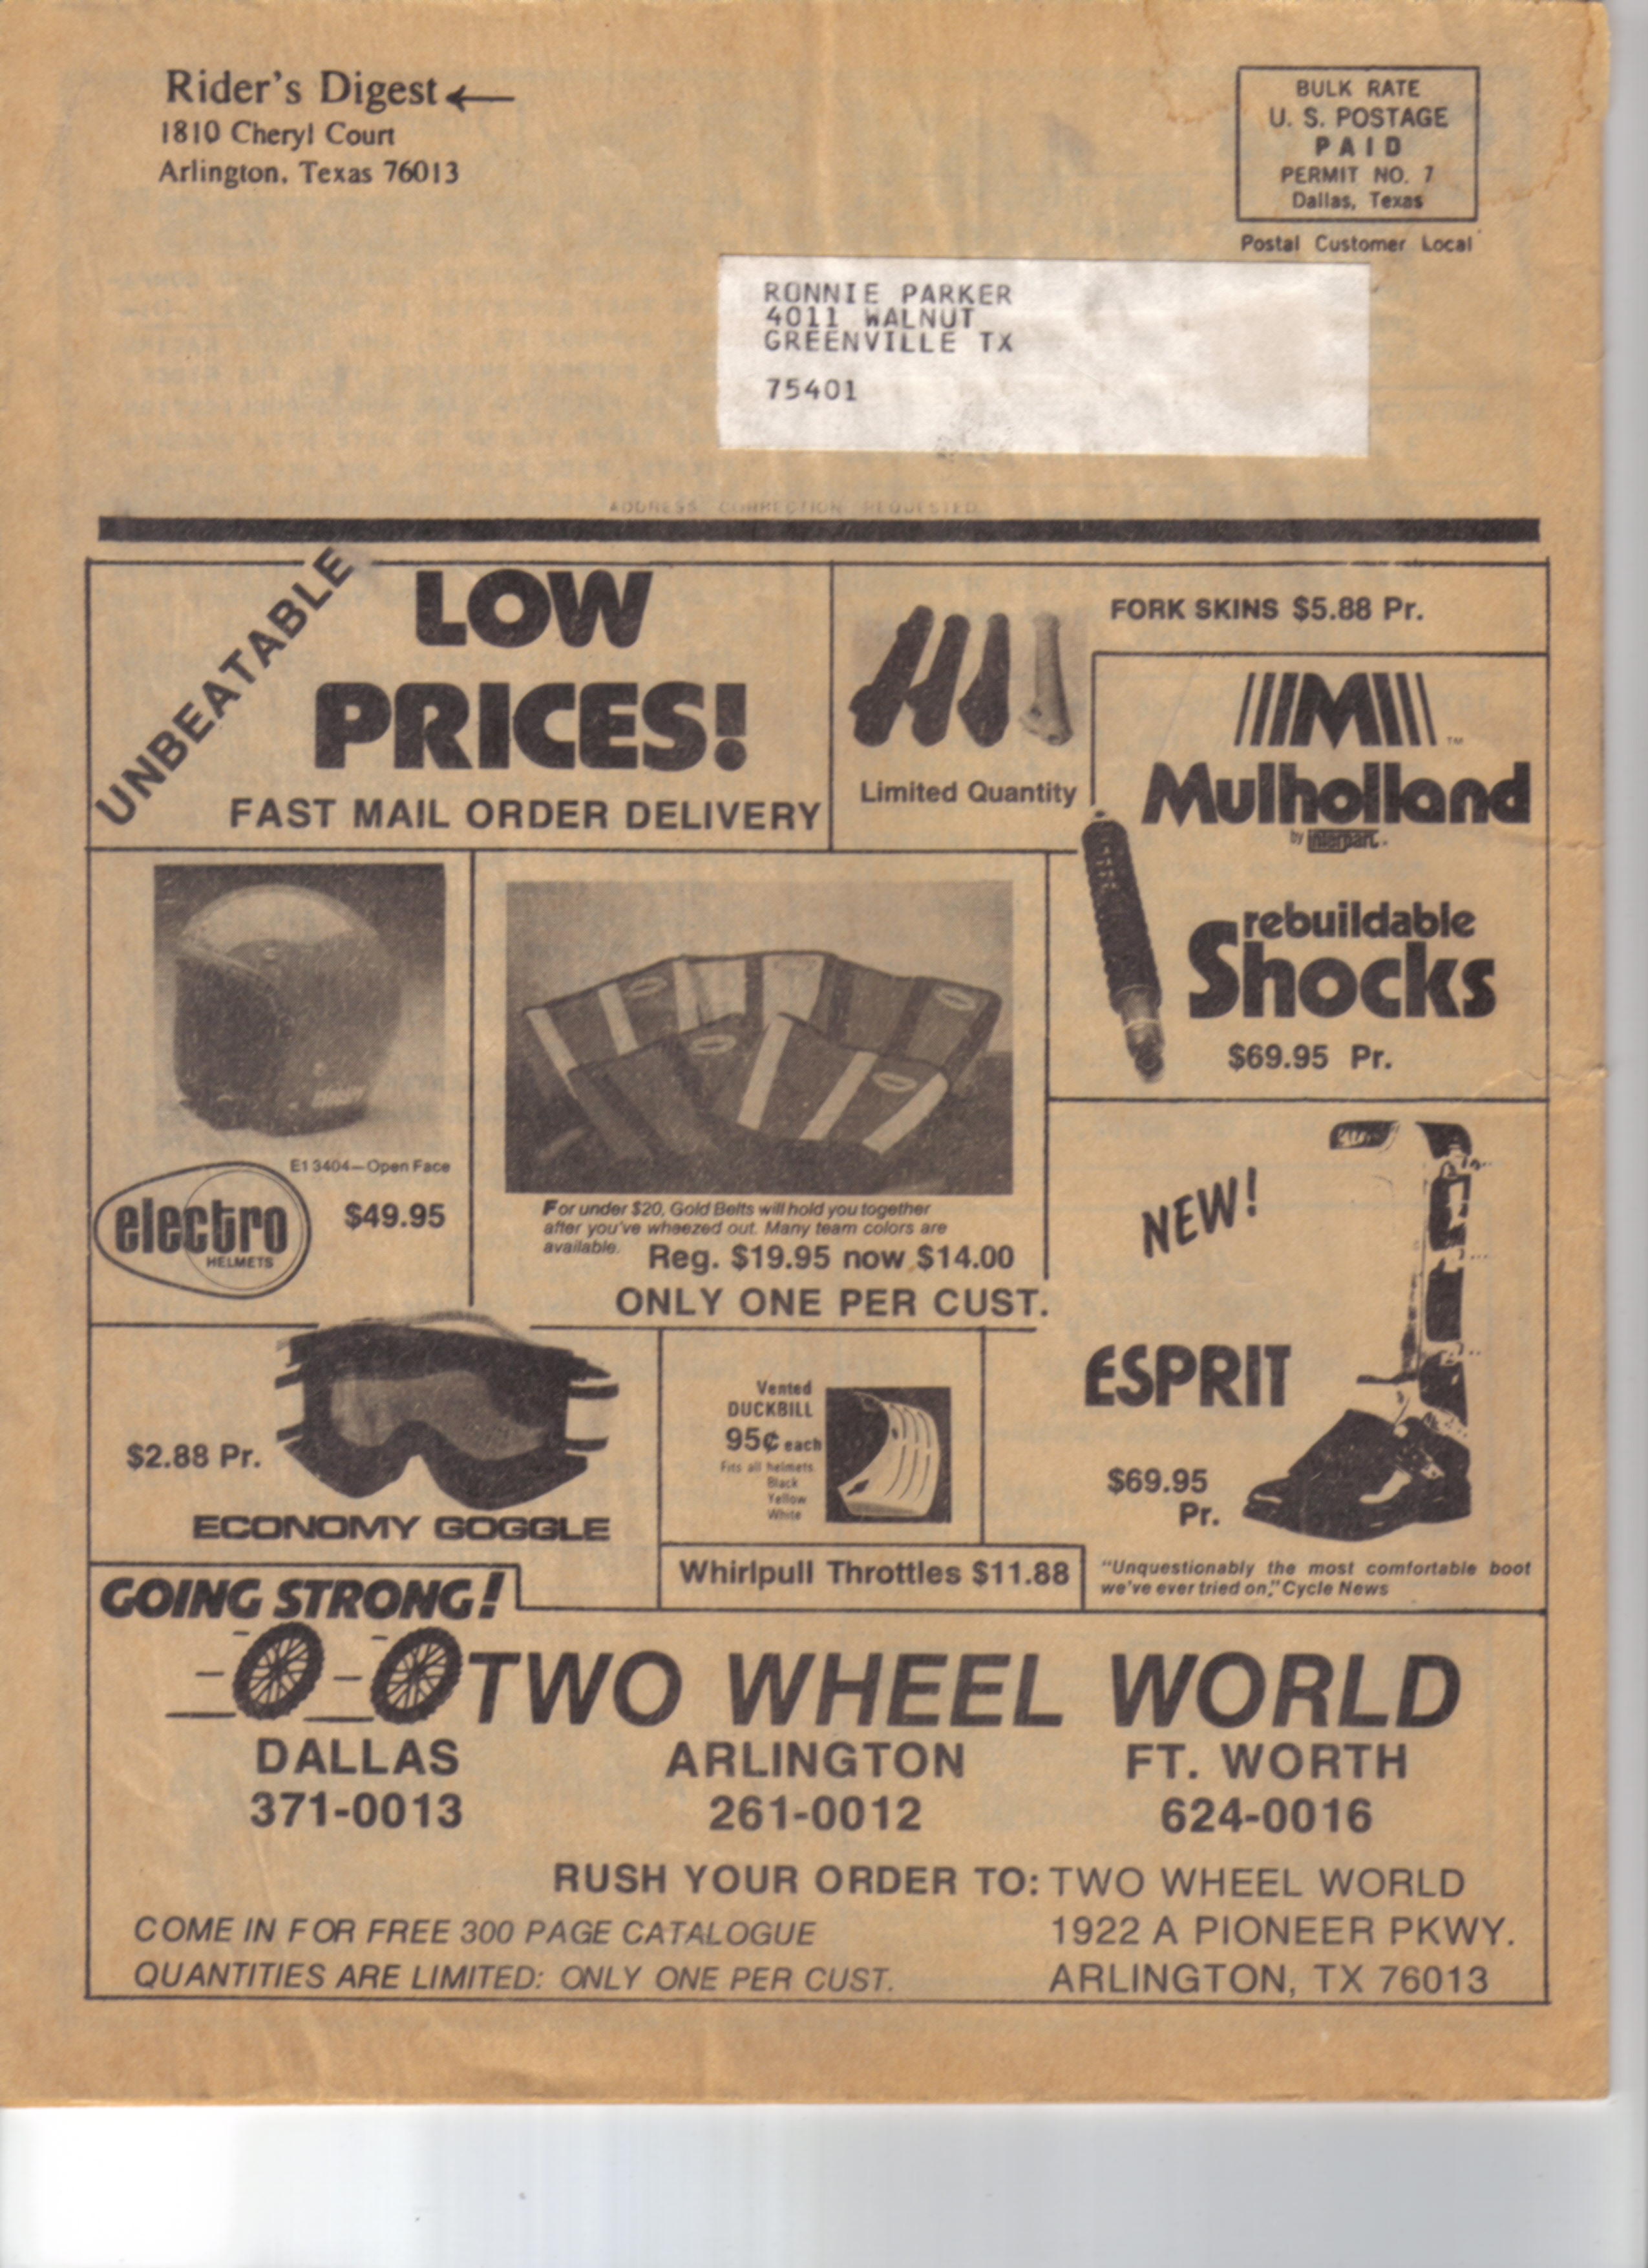 Rider's Digest
1810 Cheryl Court
Arlington, Texas 76013
BULK RATE
U. S. POSTAGE
PAID
PERMIT NO. 7
Dallas, Texas
Postal Customer Local
RONNIE PARKER
4011 WALNUT
GREENVILLE TX
75401
ADDRESS CORRECTION REQUESTED
UNBEATABLE
LOW
PRICES!
FAST MAIL ORDER DELIVERY
FORK SKINS $5.88 Pr.
Limited Quantity
M
TM
Mulholland
by interpart.
rebuildable
Shocks
$69.95 Pr.
E1 3404—Open Face
electro
HELMETS
$49.95
For under $20, Gold Belts will hold you together
after you've wheezed out. Many team colors are
available.
Reg. $19.95 now $14.00
ONLY ONE PER CUST.
NEW!
ESPRIT
$69.95
Pr.
"Unquestionably the most comfortable boot
we've ever tried on," Cycle News
$2.88 Pr.
ECONOMY GOGGLE
Vented
DUCKBILL
95¢ each
Fits all helmets
Black
Yellow
White
Whirlpull Throttles $11.88
GOING STRONG!
TWO WHEEL WORLD
DALLAS
371-0013
ARLINGTON
261-0012
FT. WORTH
624-0016
RUSH YOUR ORDER TO: TWO WHEEL WORLD
1922 A PIONEER PKWY.
ARLINGTON, TX 76013
COME IN FOR FREE 300 PAGE CATALOGUE
QUANTITIES ARE LIMITED: ONLY ONE PER CUST.